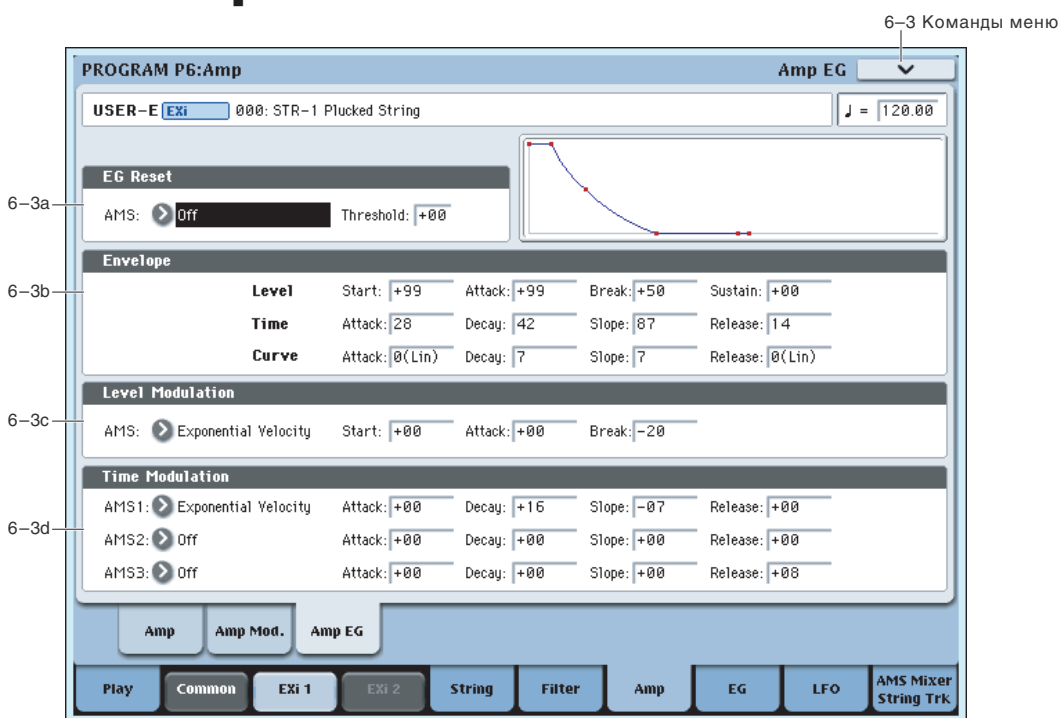 6–3 Команды меню
PROGRAM P6:Amp Amp EG
USER-E EXi 000: STR-1 Plucked String ♩ = 120.00
EG Reset
6–3a AMS: Off Threshold: +00
Envelope
6–3b Level Start: +99 Attack: +99 Break: +50 Sustain: +00
Time Attack: 28 Decay: 42 Slope: 87 Release: 14
Curve Attack: 0(Lin) Decay: 7 Slope: 7 Release: 0(Lin)
Level Modulation
6–3c AMS: Exponential Velocity Start: +00 Attack: +00 Break: -20
Time Modulation
AMS1: Exponential Velocity Attack: +00 Decay: +16 Slope: -07 Release: +00
6–3d AMS2: Off Attack: +00 Decay: +00 Slope: +00 Release: +00
AMS3: Off Attack: +00 Decay: +00 Slope: +00 Release: +08
Amp Amp Mod. Amp EG
Play Common EXi 1 EXi 2 String Filter Amp EG LFO AMS Mixer
String Trk